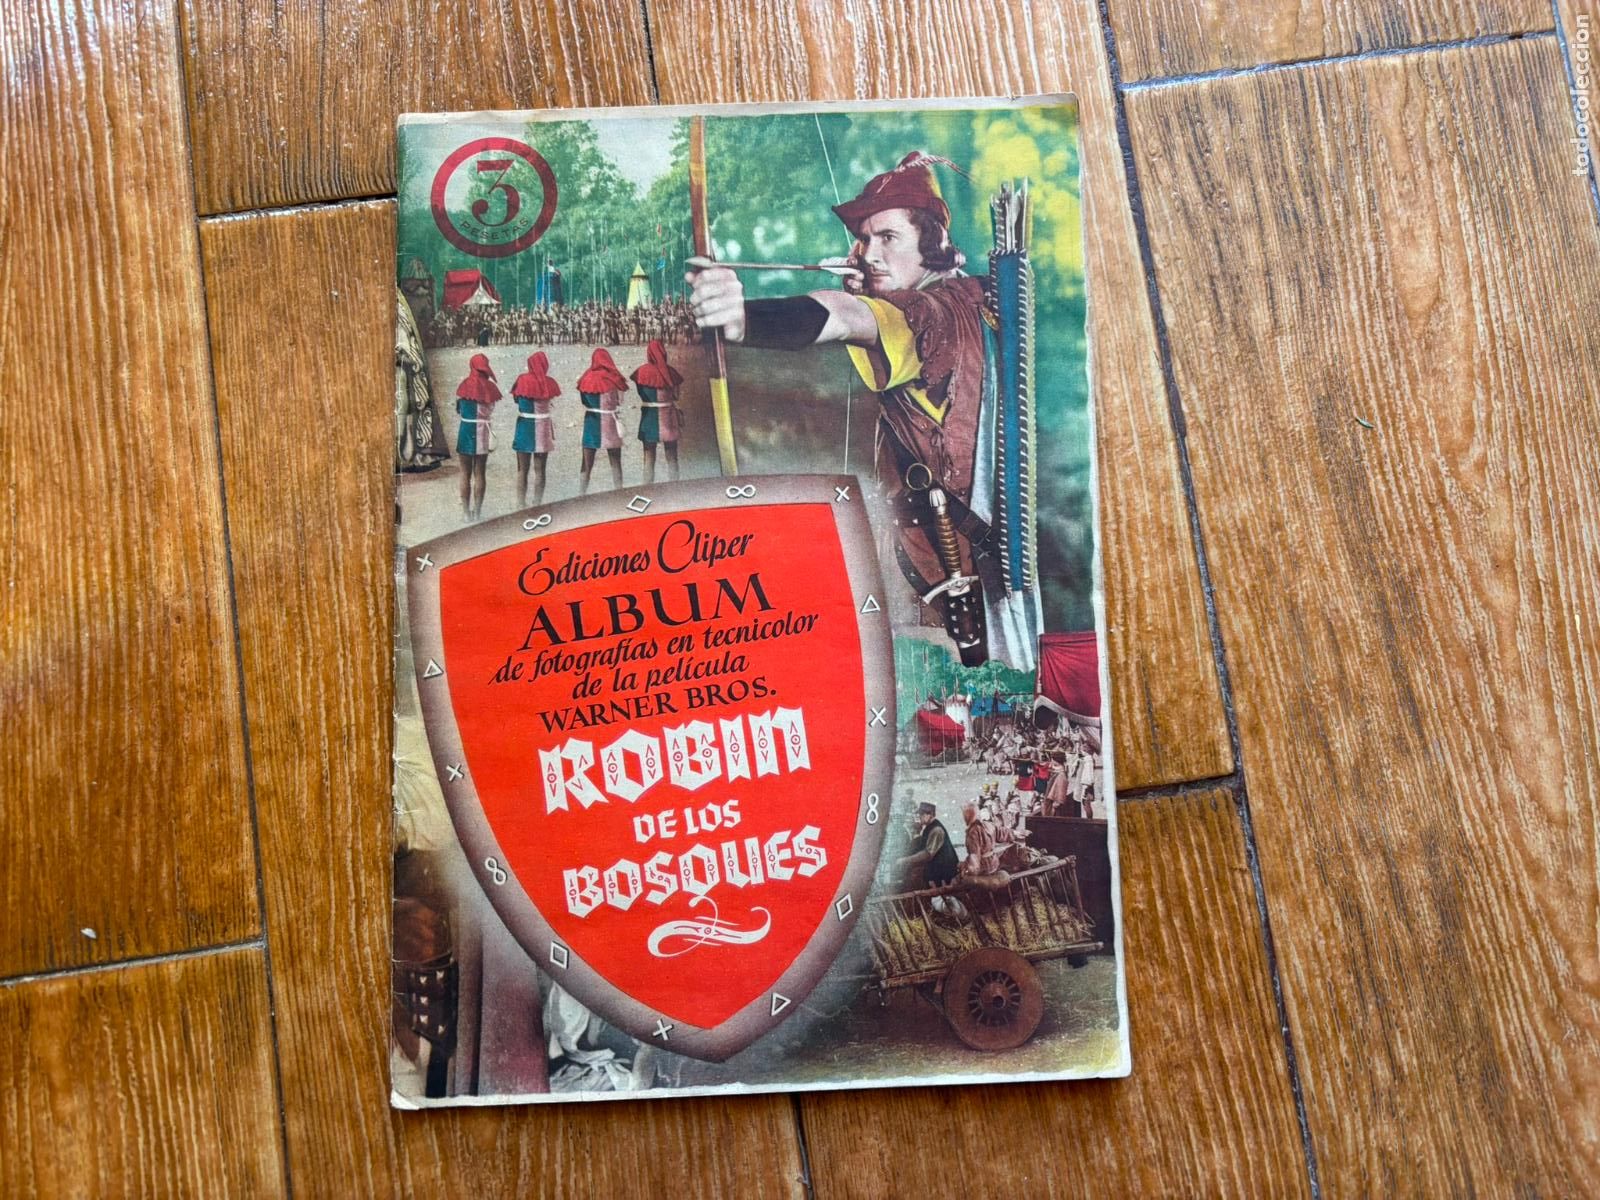 3
PESETAS
Ediciones Cliper
ALBUM
de fotografías en tecnicolor
de la película
WARNER BROS.
ROBIN
DE LOS
BOSQUES
todocoleccion